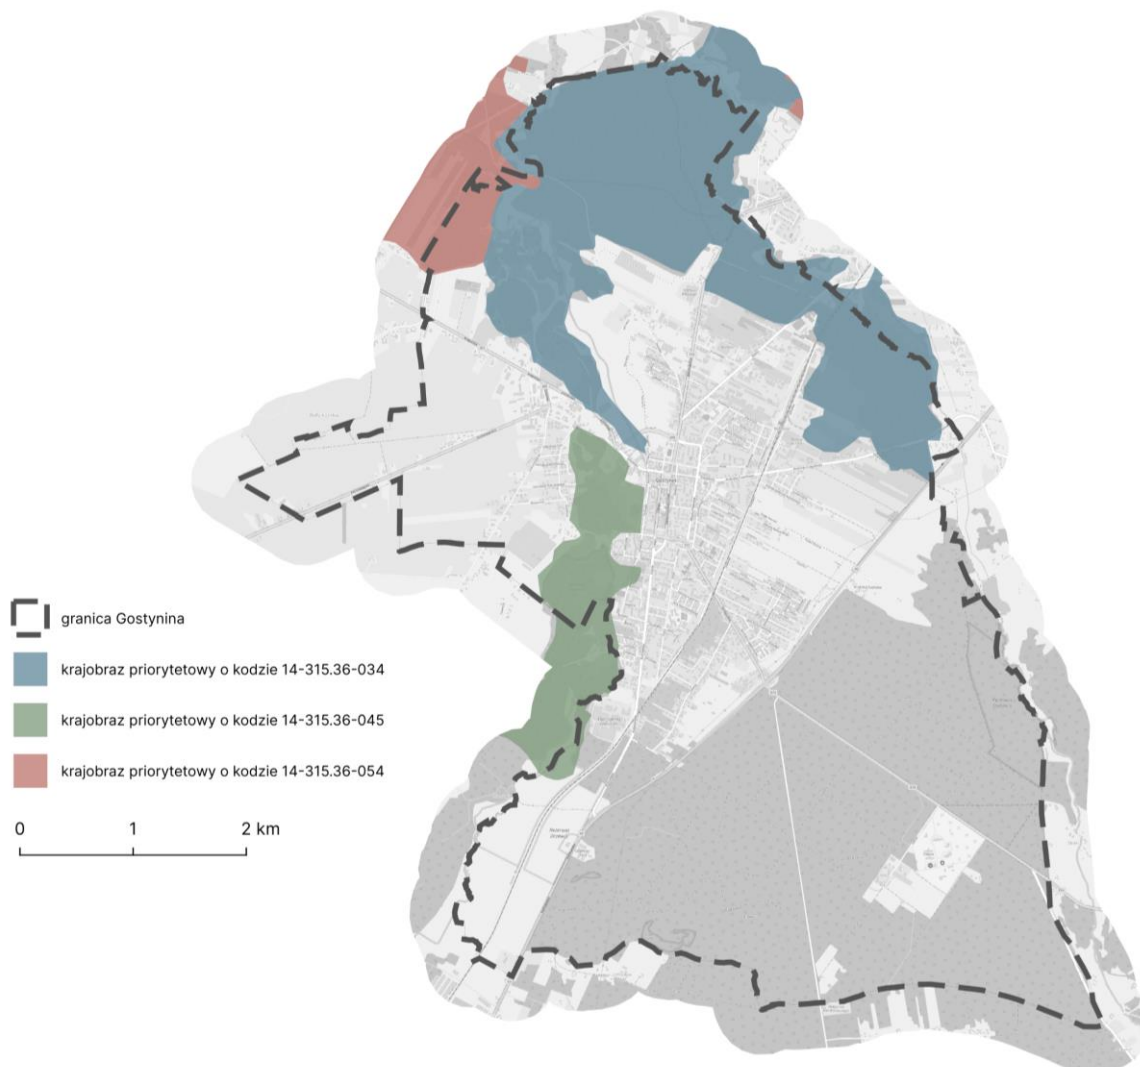 granica Gostynina
krajobraz priorytetowy o kodzie 14-315.36-034
krajobraz priorytetowy o kodzie 14-315.36-045
krajobraz priorytetowy o kodzie 14-315.36-054
0 1 2 km